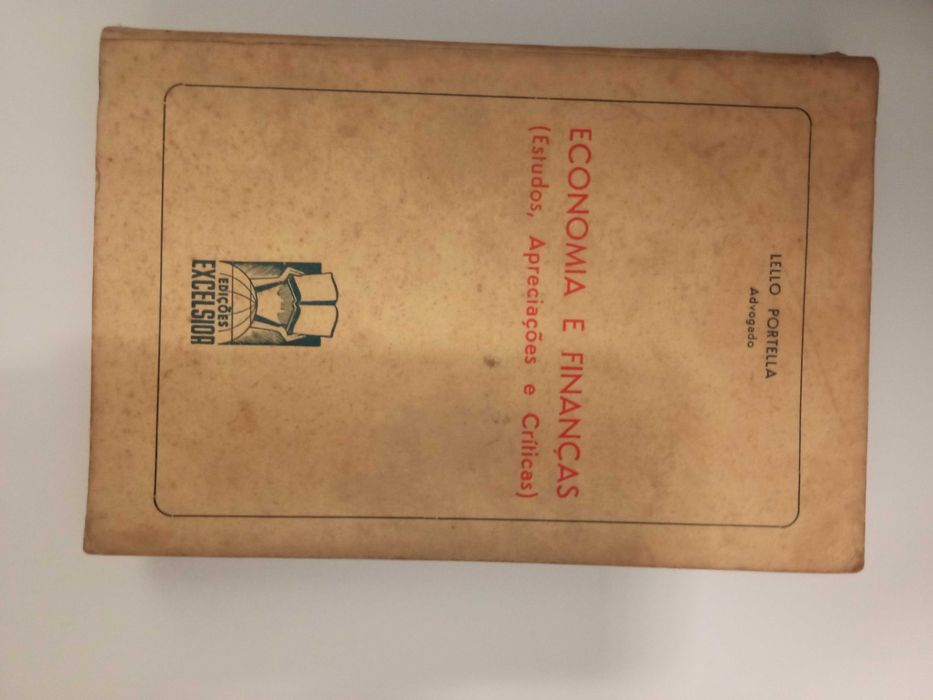 LELLO PORTELLA
Advogado
ECONOMIA E FINANÇAS
(Estudos, Apreciações e Críticas)
EDIÇÕES
EXCELSIOR